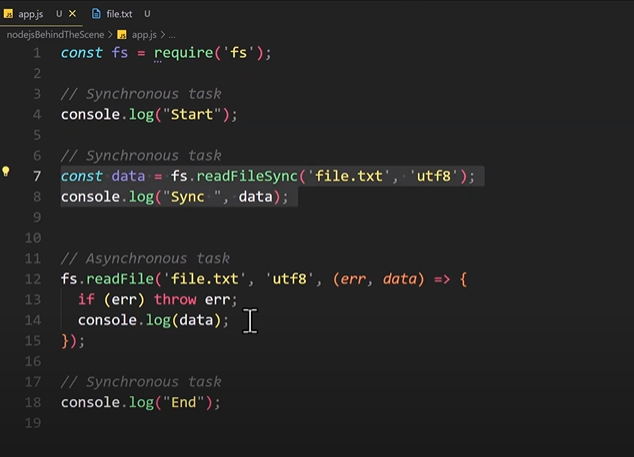 app.js U × file.txt U
nodejsBehindTheScene > app.js > ...
1 const fs = require('fs');
2
3 // Synchronous task
4 console.log("Start");
5
6 // Synchronous task
7 const data = fs.readFileSync('file.txt', 'utf8');
8 console.log("Sync ", data);
9
10
11 // Asynchronous task
12 fs.readFile('file.txt', 'utf8', (err, data) => {
13 if (err) throw err;
14 console.log(data);
15 });
16
17 // Synchronous task
18 console.log("End");
19